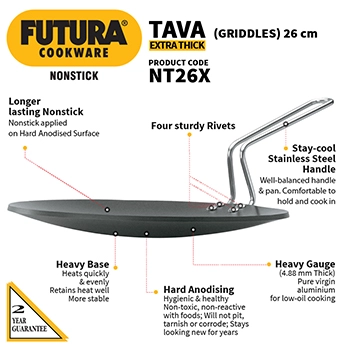 FUTURA®
COOKWARE
NONSTICK
TAVA (GRIDDLES) 26 cm
EXTRA THICK
PRODUCT CODE
NT26X
Longer
lasting Nonstick
Nonstick applied
on Hard Anodised Surface
Four sturdy Rivets
Stay-cool
Stainless Steel
Handle
Well-balanced handle
& pan. Comfortable to
hold and cook in
Heavy Base
Heats quickly
& evenly
Retains heat well
More stable
Hard Anodising
Hygienic & healthy
Non-toxic, non-reactive
with foods; Will not pit,
tarnish or corrode; Stays
looking new for years
Heavy Gauge
(4.88 mm Thick)
Pure virgin
aluminium
for low-oil cooking
2
YEAR
GUARANTEE